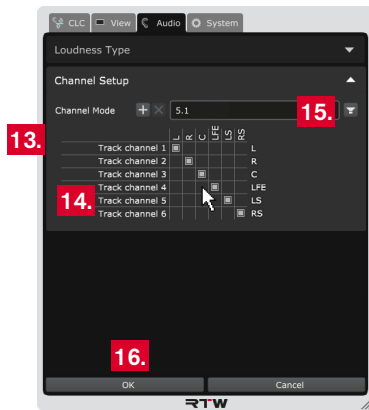 CLC View Audio System
Loudness Type
Channel Setup
Channel Mode 5.1 15.
13. L R C LFE LS RS
Track channel 1 L
Track channel 2 R
Track channel 3 C
14. Track channel 4 LFE
Track channel 5 LS
Track channel 6 RS
16.
OK Cancel
RTW